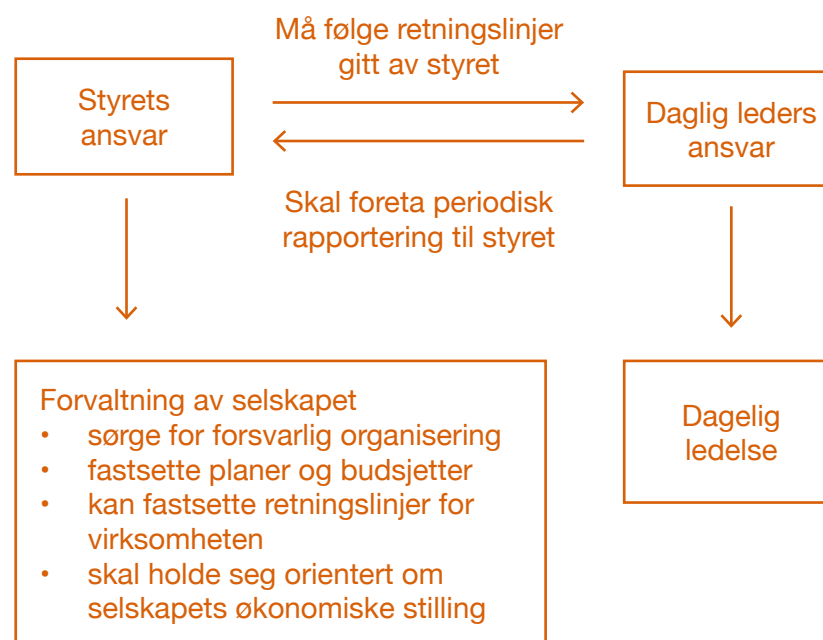 Må følge retningslinjer
gitt av styret
Styrets
ansvar
Daglig leders
ansvar
Skal foreta periodisk
rapportering til styret
Forvaltning av selskapet
• sørge for forsvarlig organisering
• fastsette planer og budsjetter
• kan fastsette retningslinjer for
virksomheten
• skal holde seg orientert om
selskapets økonomiske stilling
Dagelig
ledelse